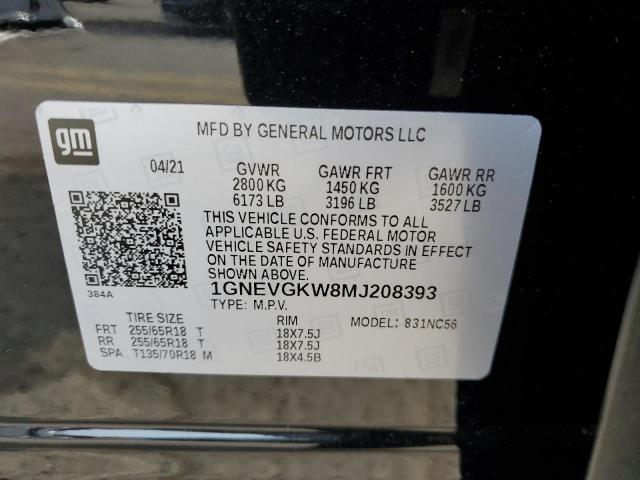 gm
MFD BY GENERAL MOTORS LLC
04/21 GVWR GAWR FRT GAWR RR
2800 KG 1450 KG 1600 KG
6173 LB 3196 LB 3527 LB
THIS VEHICLE CONFORMS TO ALL
APPLICABLE U.S. FEDERAL MOTOR
VEHICLE SAFETY STANDARDS IN EFFECT
ON THE DATE OF MANUFACTURE
SHOWN ABOVE.
384A
1GNEVGKW8MJ208393
TYPE: M.P.V.
TIRE SIZE RIM MODEL: 831NC56
FRT 255/65R18 T 18X7.5J
RR 255/65R18 T 18X7.5J
SPA T135/70R18 M 18X4.5B